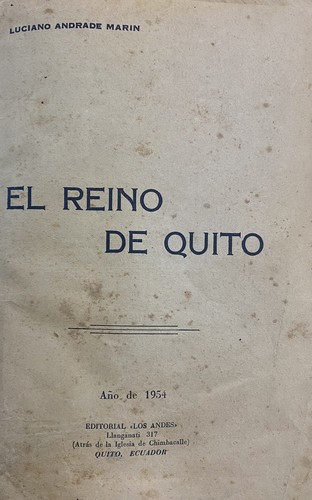 LUCIANO ANDRADE MARIN
EL REINO
DE QUITO
Año de 1954
EDITORIAL «LOS ANDES»
Llanganati 317
(Atrás de la Iglesia de Chimbacalle)
QUITO, ECUADOR